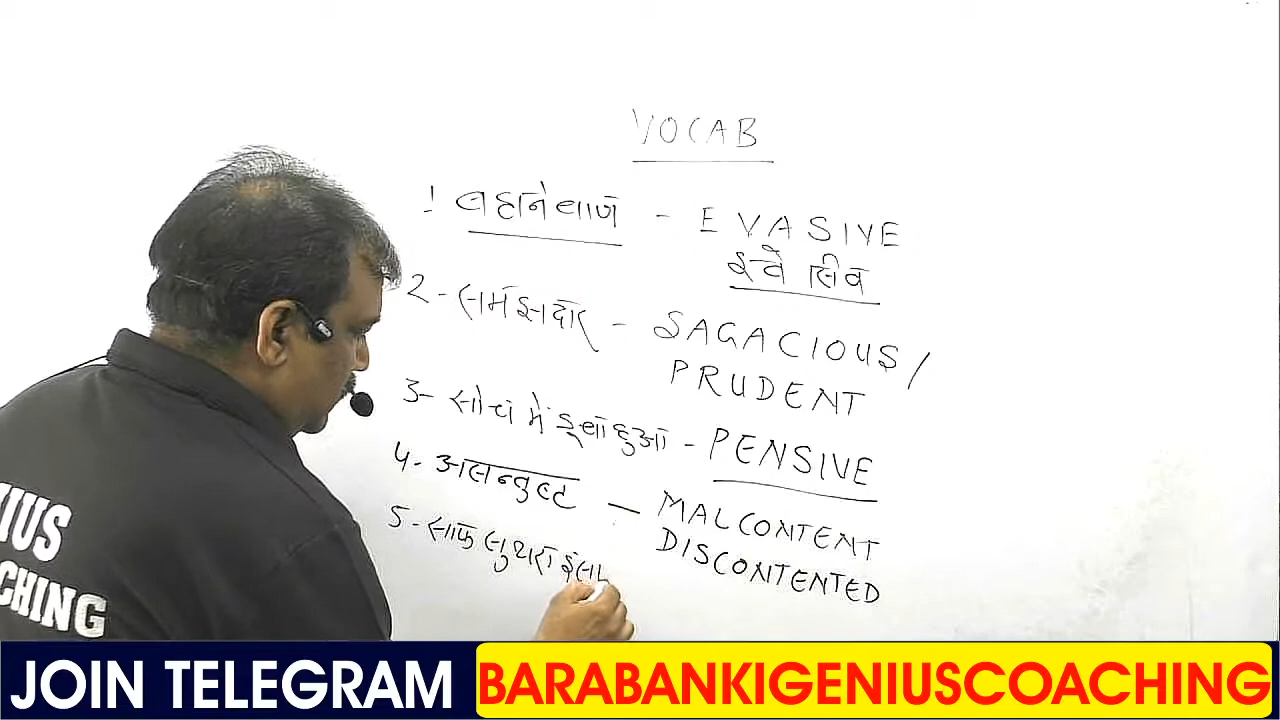 VOCAB
1 बहानेबाज - EVASIVE
इवेसिव
2 - समझदार - SAGACIOUS /
PRUDENT
3 - सोच में डूबा हुआ - PENSIVE
4 - असन्तुष्ट - MALCONTENT
DISCONTENTED
5 - साफ सुथरा इंसा
IUS
CHING
JOIN TELEGRAM BARABANKIGENIUSCOACHING